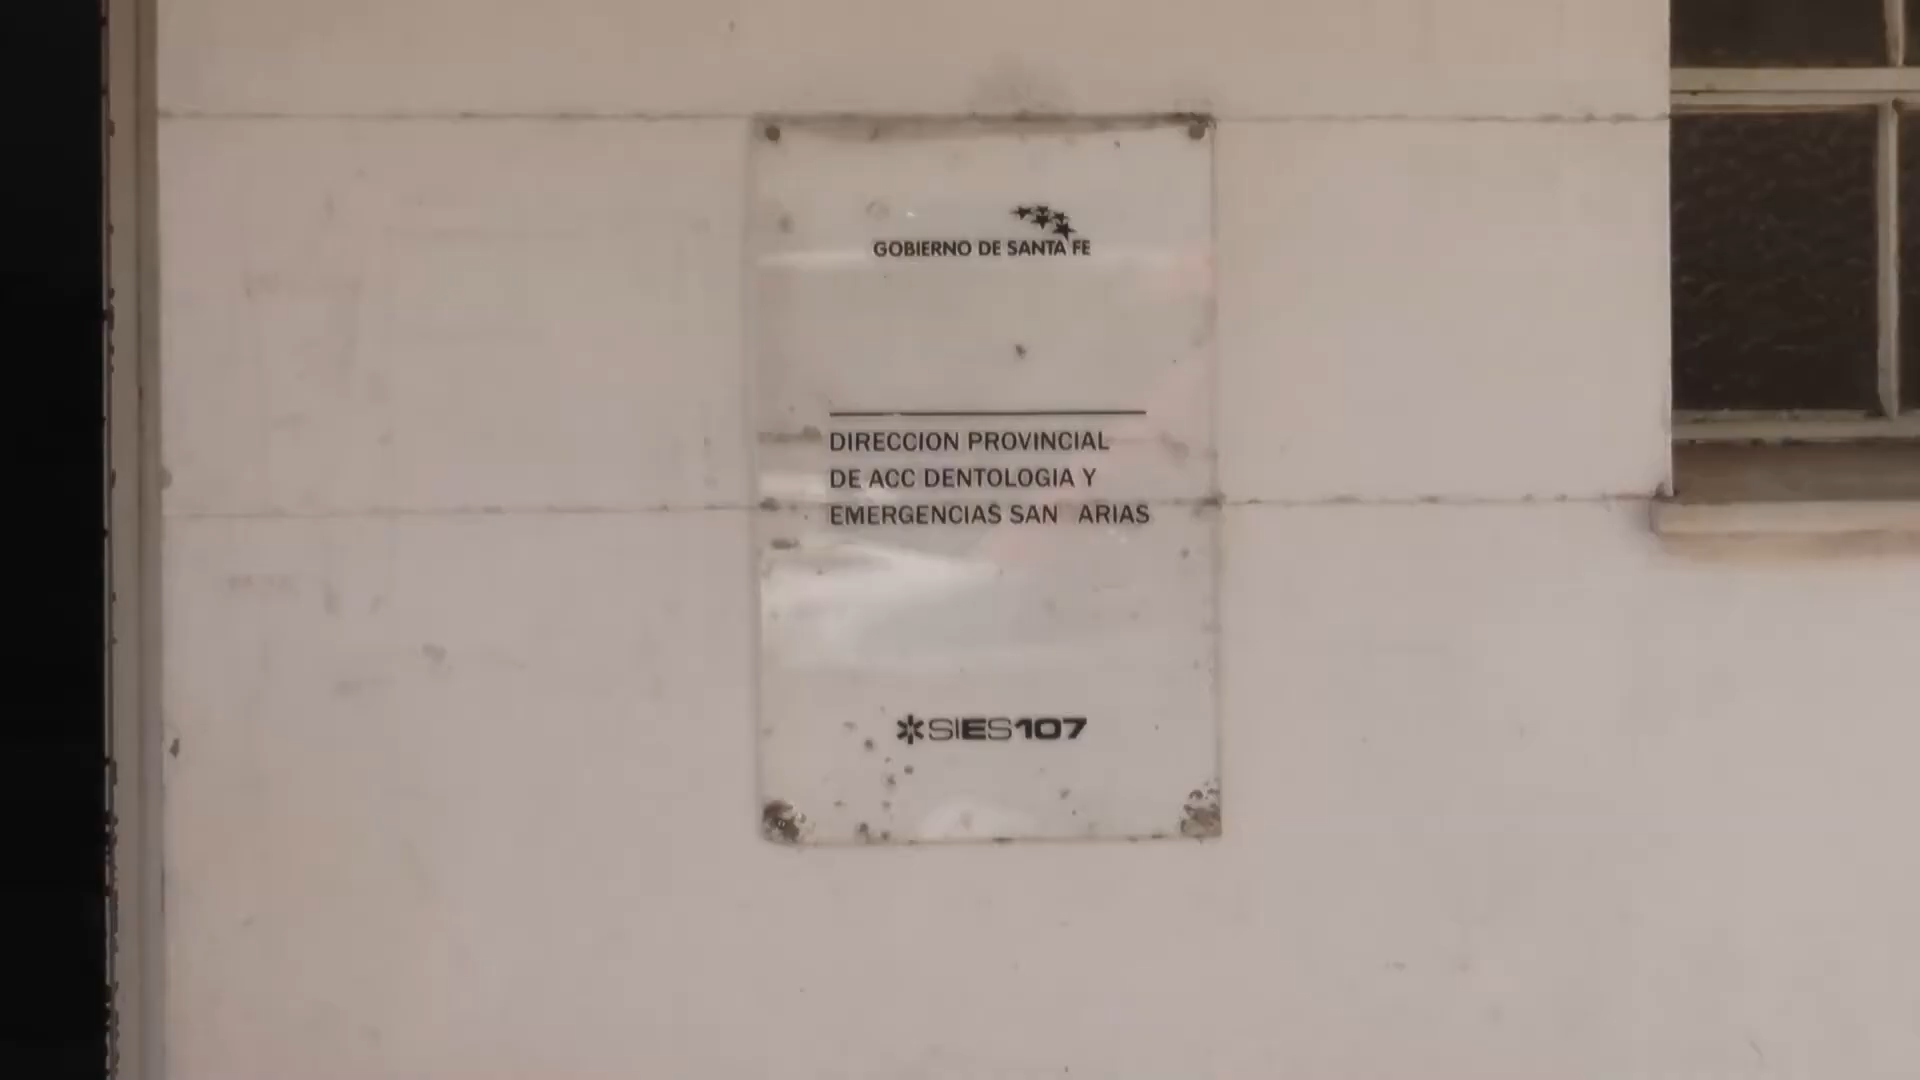 GOBIERNO DE SANTA FE
DIRECCION PROVINCIAL
DE ACC DENTOLOGIA Y
EMERGENCIAS SAN ARIAS
SIES107